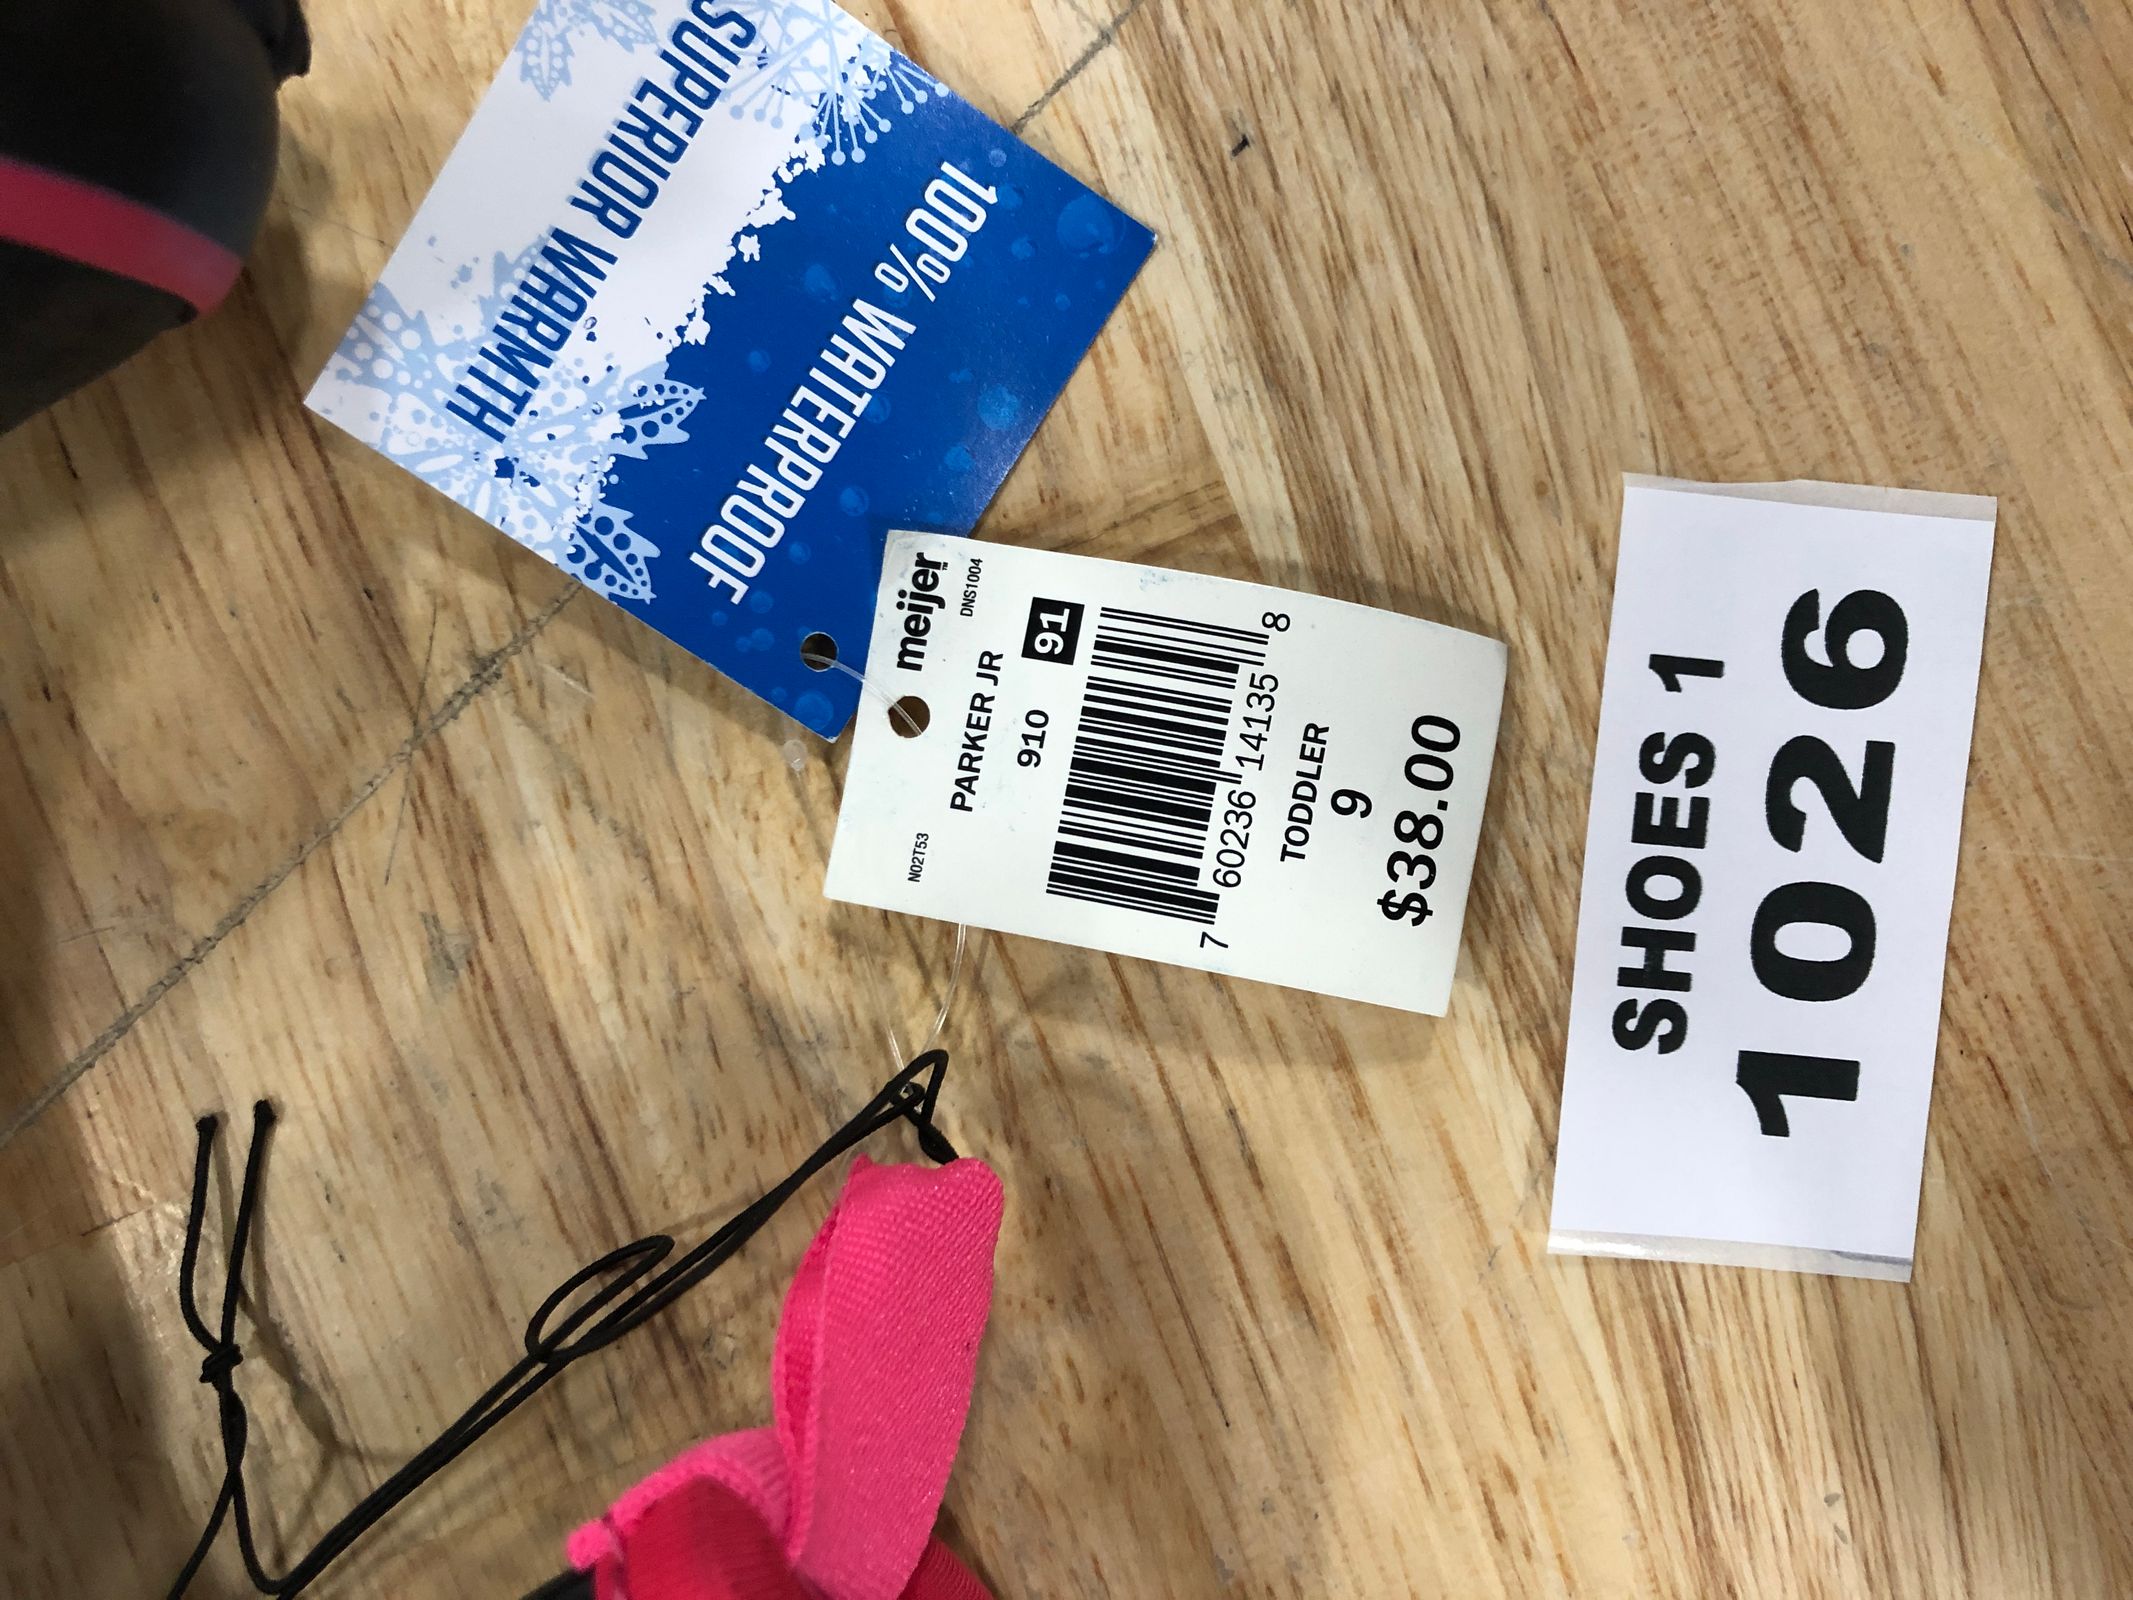 SUPERIOR WARMTH
100% WATERPROOF
meijer™
N02T53 DNS1004
PARKER JR
910 91
7 60236 14135 8
TODDLER
9
$38.00
SHOES 1
1026